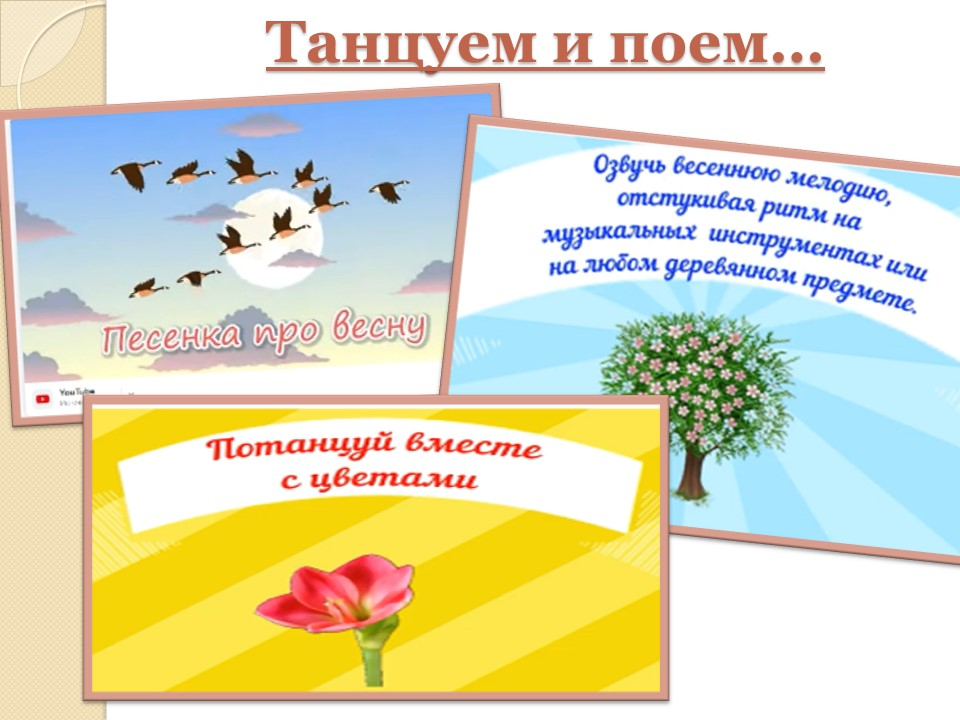 Танцуем и поем...
Песенка про весну
YouTube
Озвучь весеннюю мелодию,
отстукивая ритм на
музыкальных инструментах или
на любом деревянном предмете.
Потанцуй вместе
с цветами